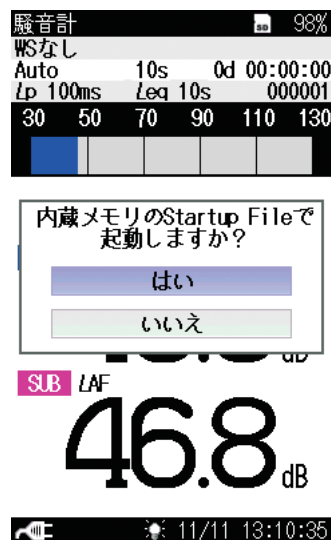 騒音計 SD 98%
WSなし
Auto 10s 0d 00:00:00
Lp 100ms Leq 10s 000001
30 50 70 90 110 130
内蔵メモリのStartup Fileで
起動しますか?
はい
いいえ
dB
SUB LAF
46.8 dB
11/11 13:10:35